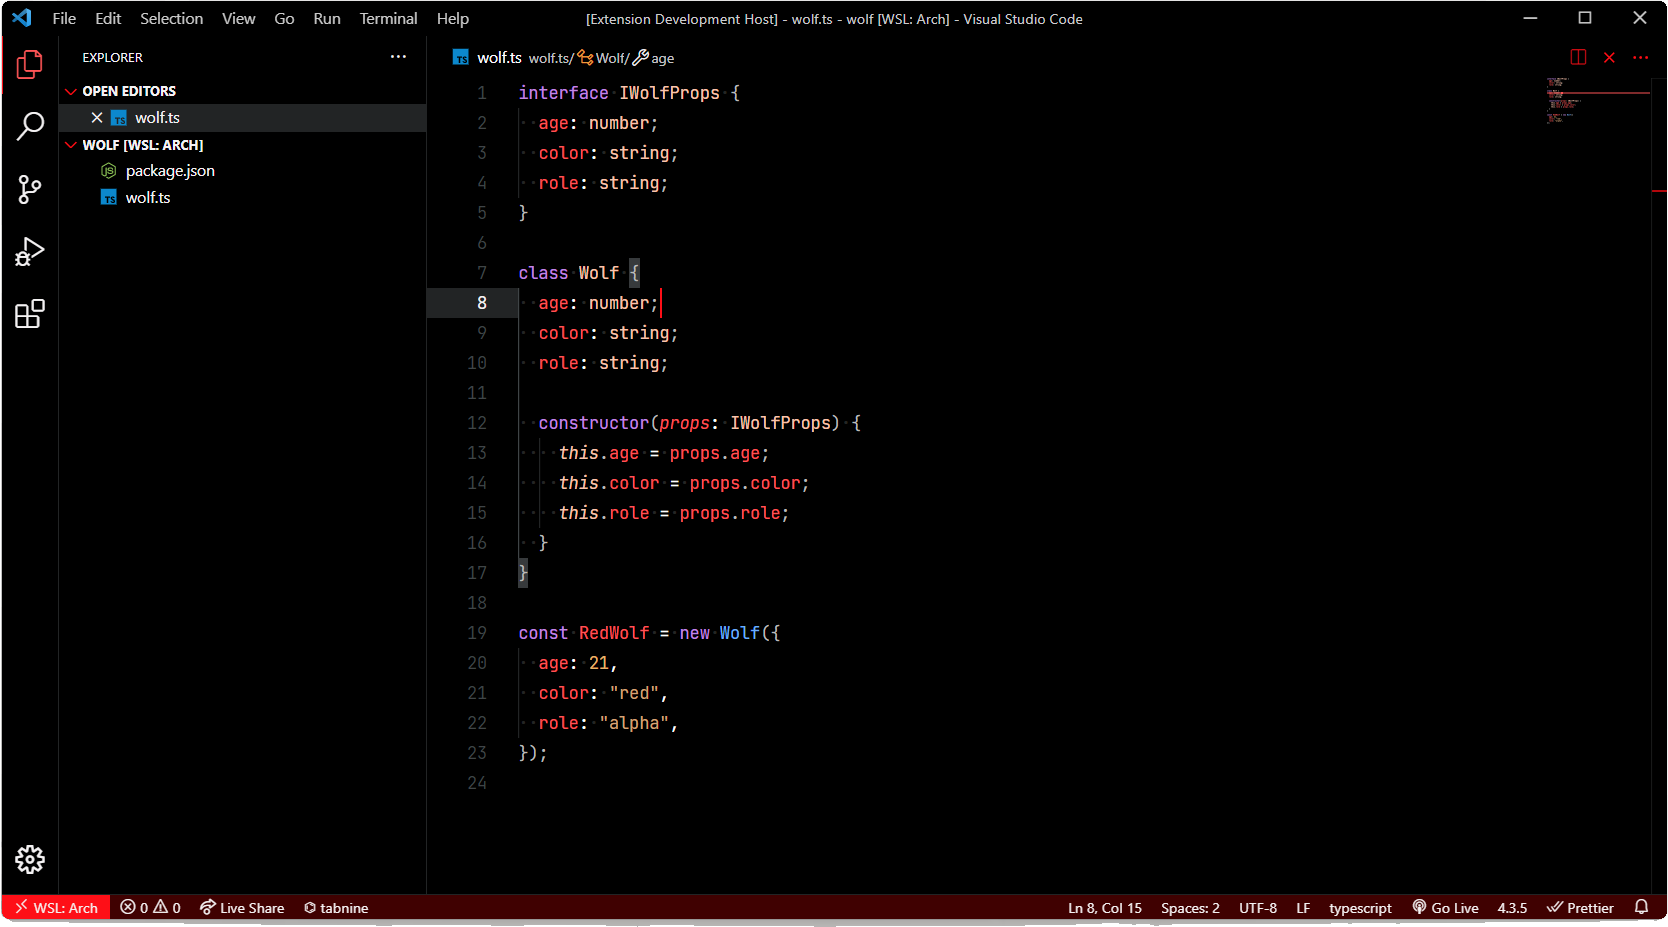 File Edit Selection View Go Run Terminal Help [Extension Development Host] - wolf.ts - wolf [WSL: Arch] - Visual Studio Code
EXPLORER
OPEN EDITORS
TS wolf.ts
WOLF [WSL: ARCH]
JS package.json
TS wolf.ts
TS wolf.ts wolf.ts/ Wolf/ age
1 interface IWolfProps {
2 age: number;
3 color: string;
4 role: string;
5 }
6
7 class Wolf {
8 age: number;
9 color: string;
10 role: string;
11
12 constructor(props: IWolfProps) {
13 this.age = props.age;
14 this.color = props.color;
15 this.role = props.role;
16 }
17 }
18
19 const RedWolf = new Wolf({
20 age: 21,
21 color: "red",
22 role: "alpha",
23 });
24
WSL: Arch 0 0 Live Share tabnine Ln 8, Col 15 Spaces: 2 UTF-8 LF typescript Go Live 4.3.5 Prettier